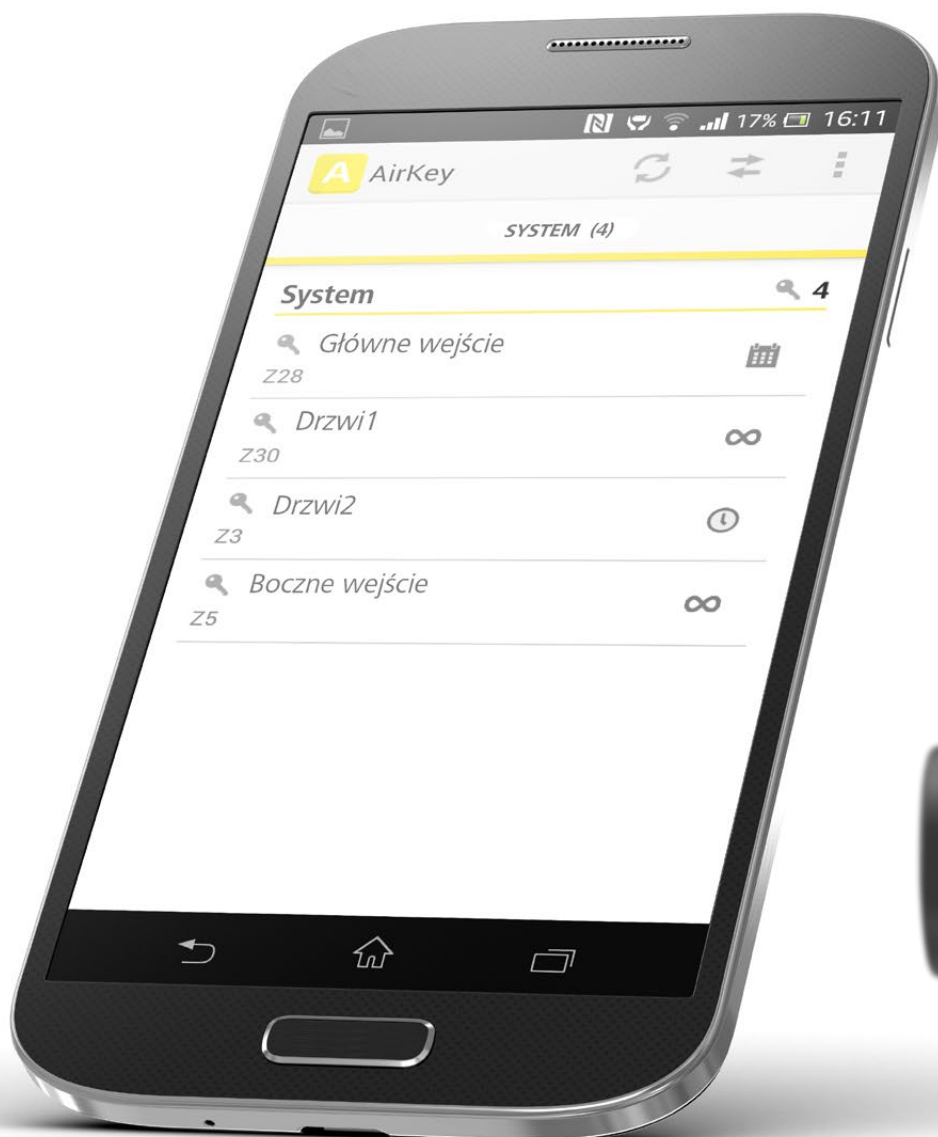 17% 16:11
A AirKey
SYSTEM (4)
System 4
Główne wejście
Z28
Drzwi1
Z30
Drzwi2
Z3
Boczne wejście
Z5